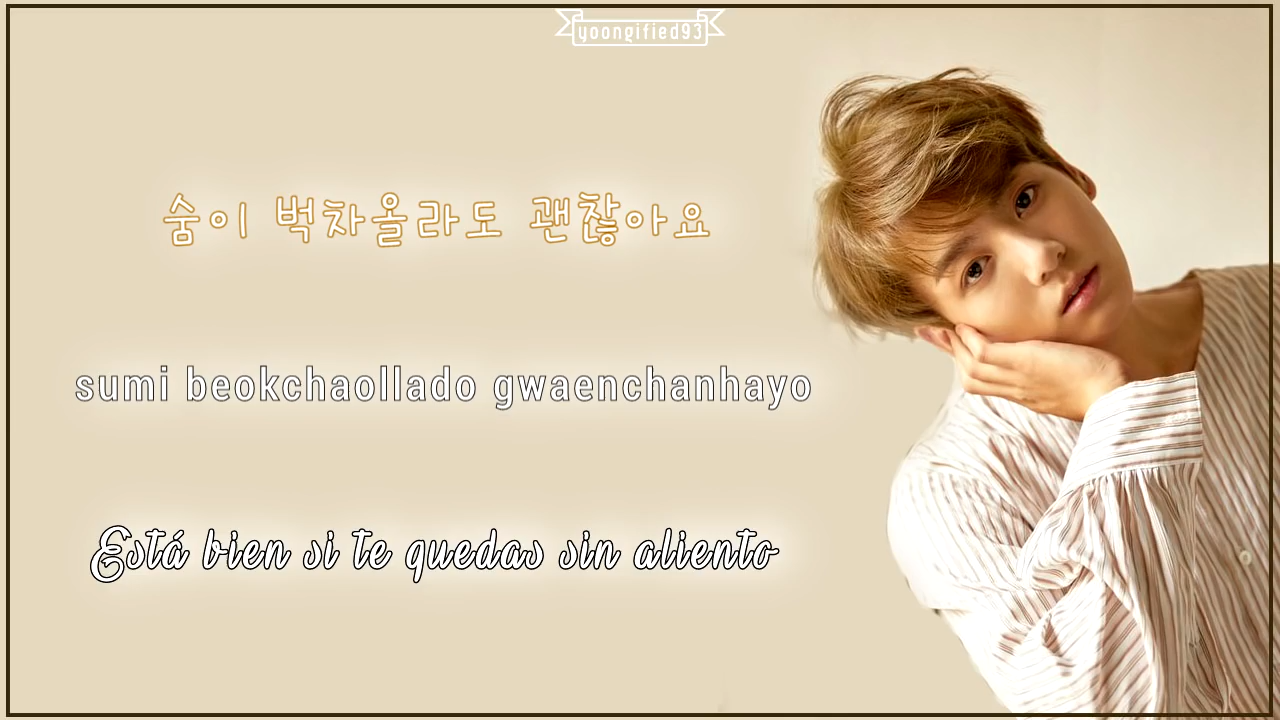 yoongified93
숨이 벅차올라도 괜찮아요
sumi beokchaollado gwaenchanhayo
Está bien si te quedas sin aliento